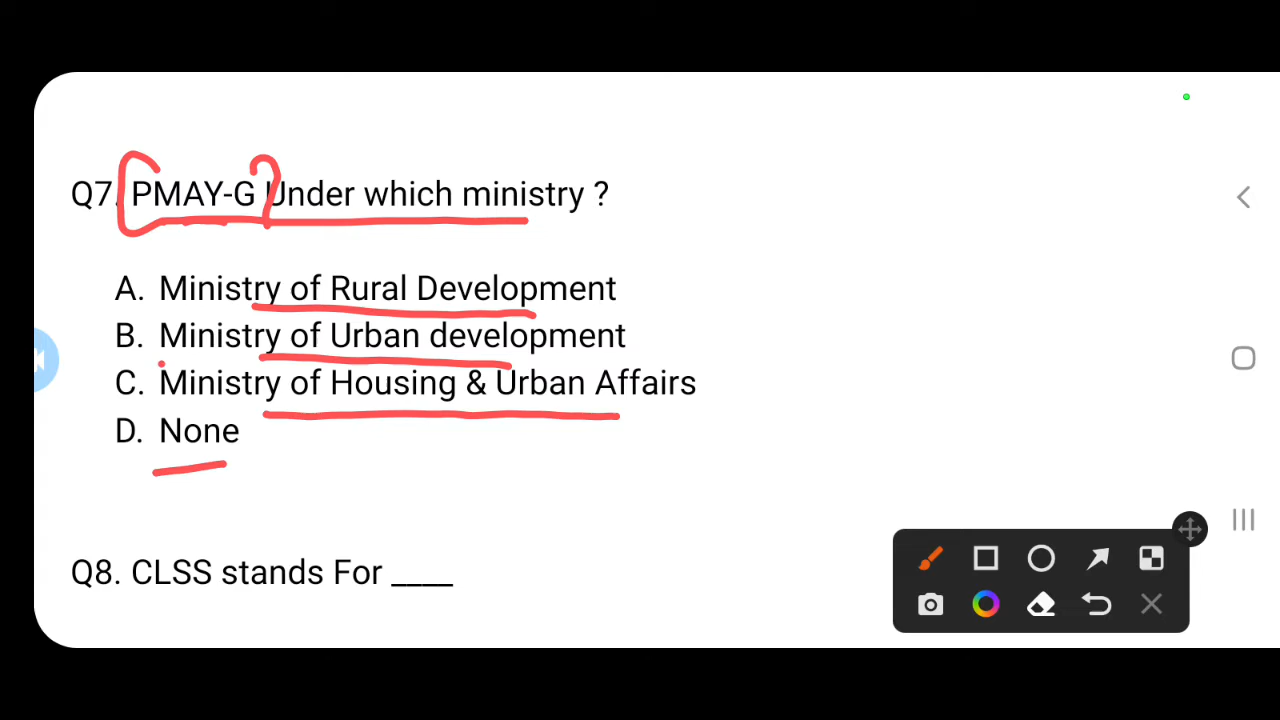 Q7. PMAY-G Under which ministry ?
A. Ministry of Rural Development
B. Ministry of Urban development
C. Ministry of Housing & Urban Affairs
D. None
Q8. CLSS stands For ____